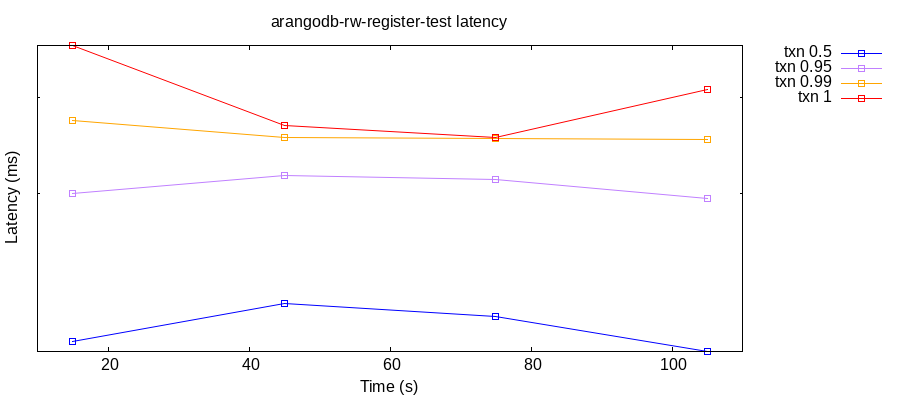 arangodb-rw-register-test latency
txn 0.5
txn 0.95
txn 0.99
txn 1
Latency (ms)
20 40 60 80 100
Time (s)